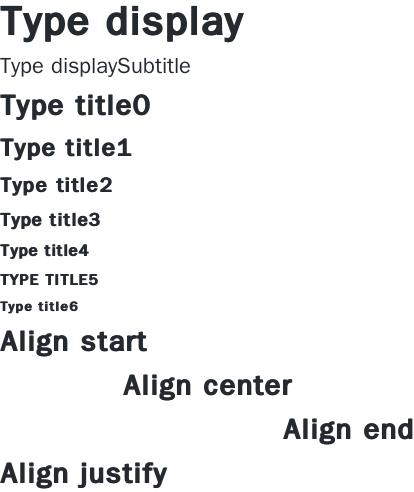 Type display
Type displaySubtitle
Type title0
Type title1
Type title2
Type title3
Type title4
TYPE TITLE5
Type title6
Align start
Align center
Align end
Align justify